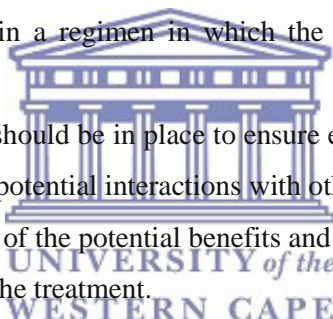 in a regimen in which the
should be in place to ensure e
potential interactions with ot
of the potential benefits and
UNIVERSITY of the
he treatment.
WESTERN CAPE